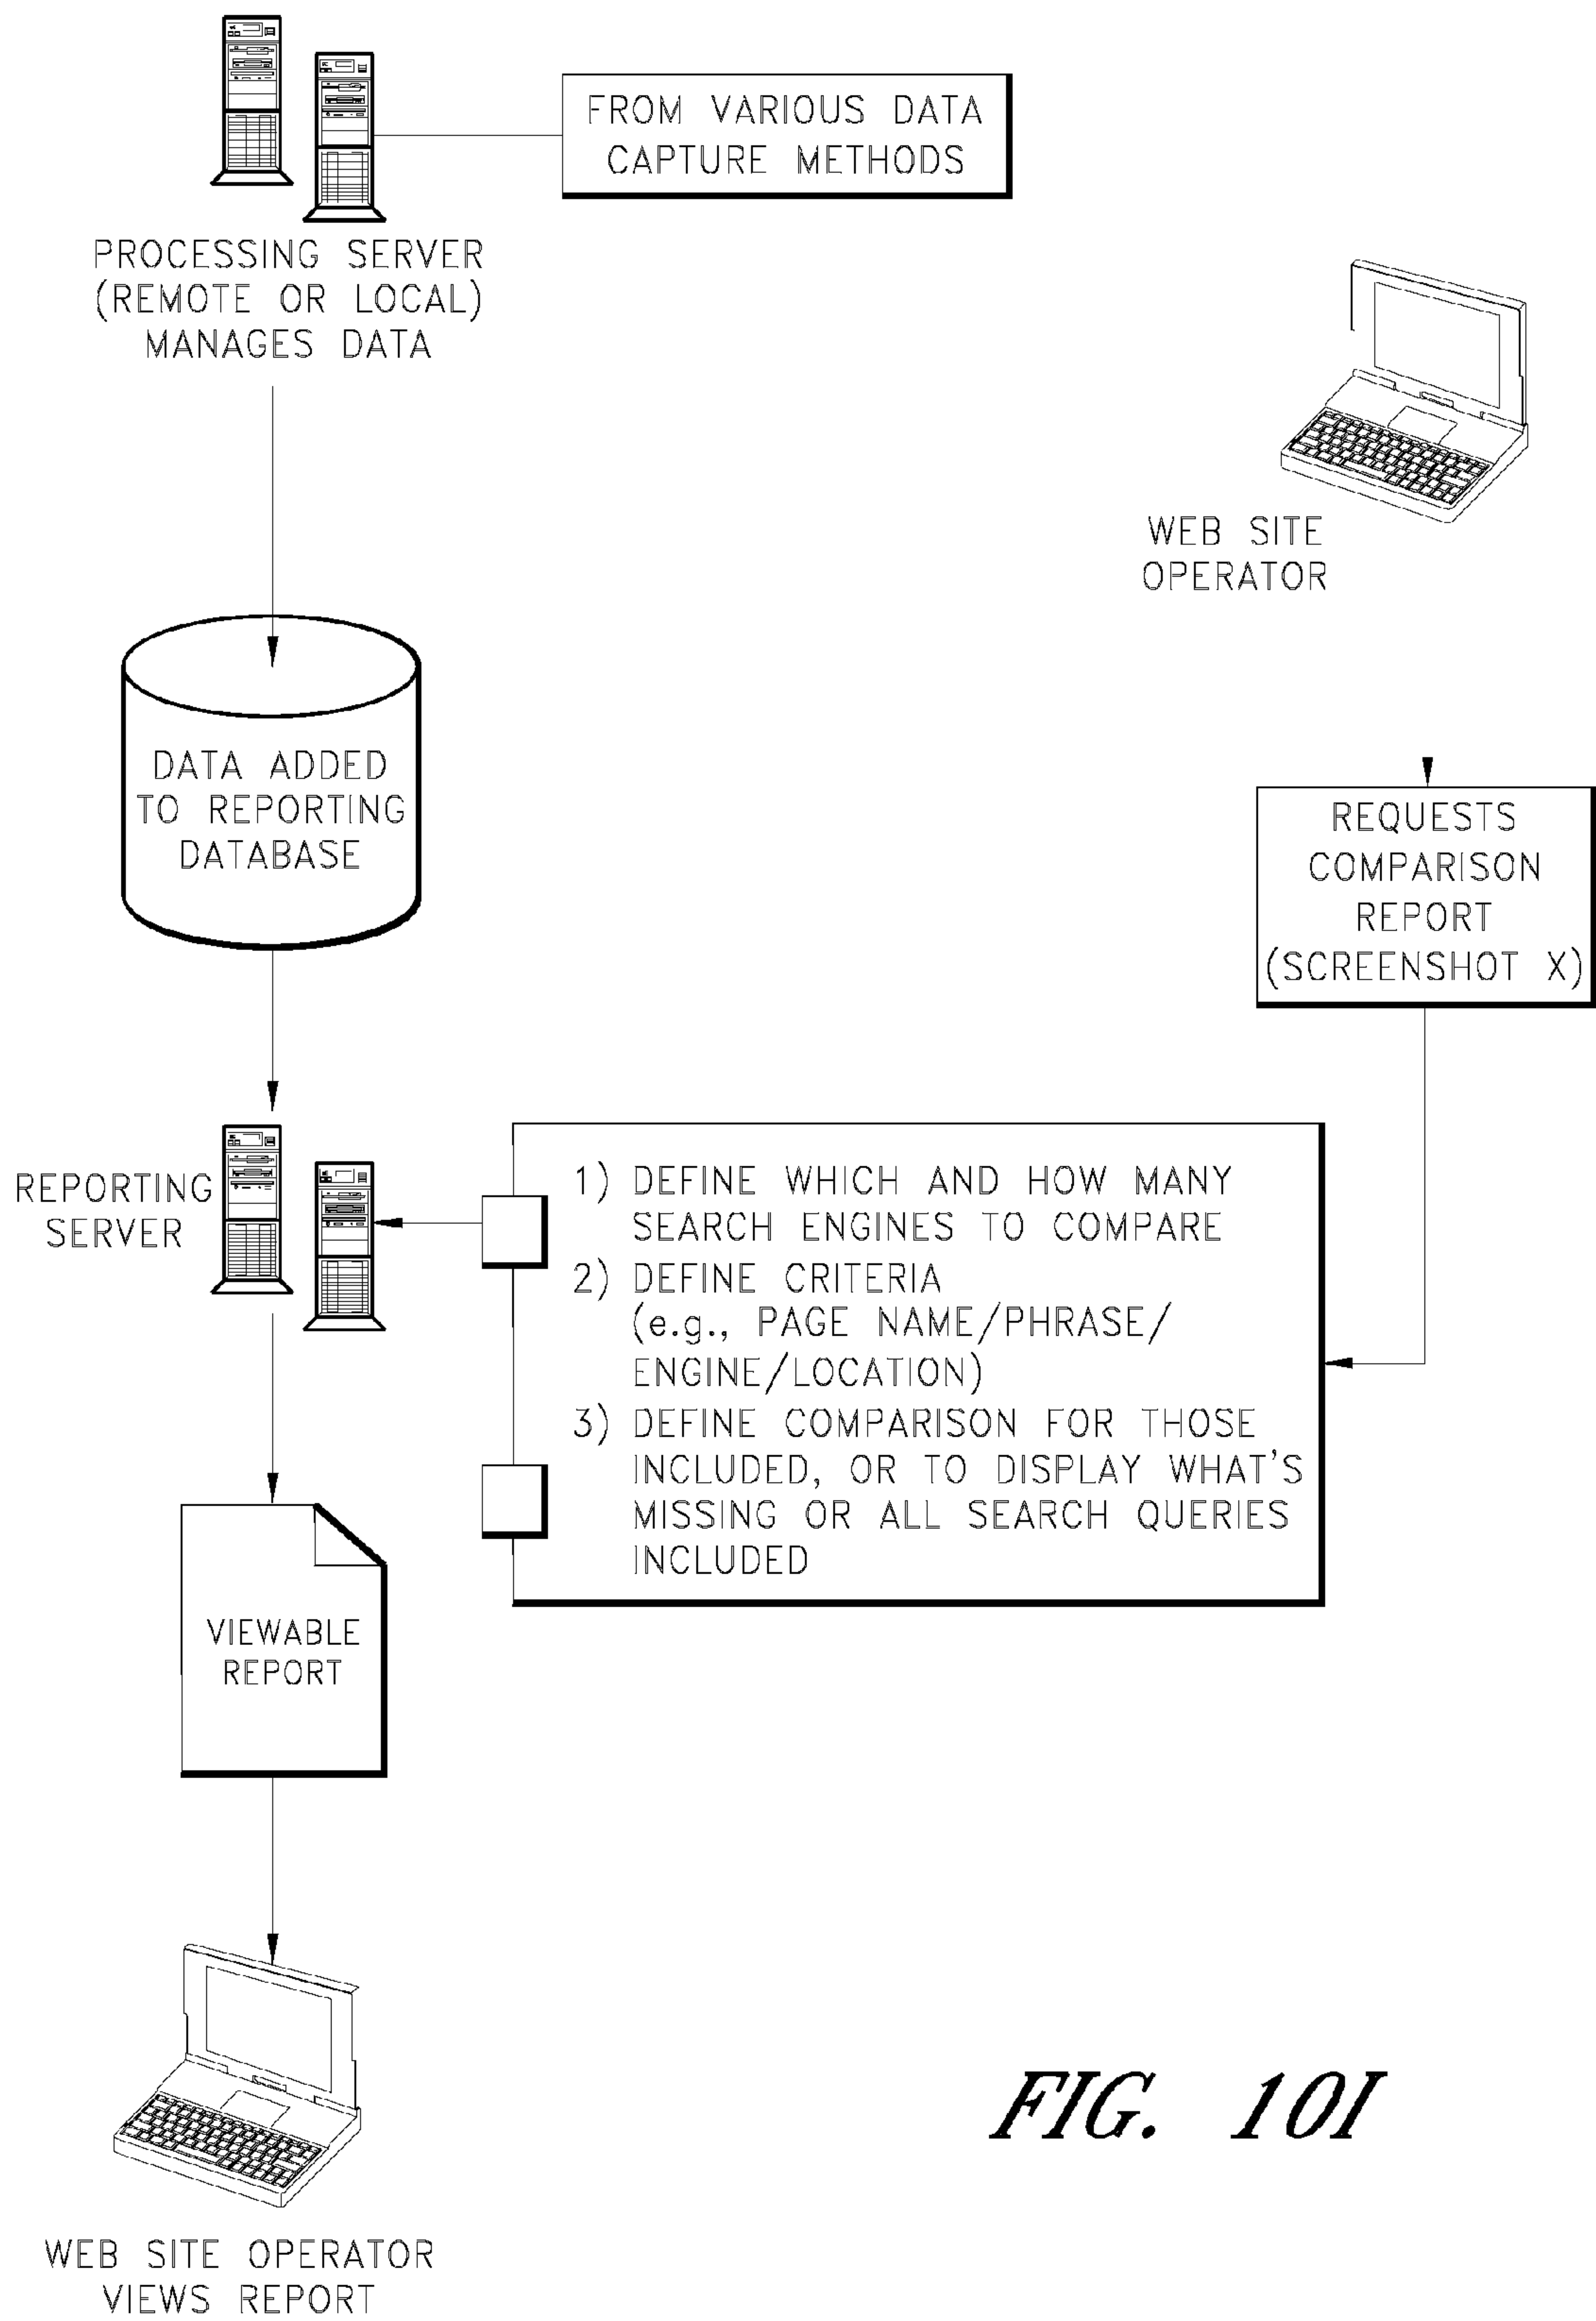 FROM VARIOUS DATA
CAPTURE METHODS
PROCESSING SERVER
(REMOTE OR LOCAL)
MANAGES DATA
WEB SITE
OPERATOR
DATA ADDED
TO REPORTING
DATABASE
REQUESTS
COMPARISON
REPORT
(SCREENSHOT X)
REPORTING
SERVER
1) DEFINE WHICH AND HOW MANY
SEARCH ENGINES TO COMPARE
2) DEFINE CRITERIA
(e.g., PAGE NAME/PHRASE/
ENGINE/LOCATION)
3) DEFINE COMPARISON FOR THOSE
INCLUDED, OR TO DISPLAY WHAT'S
MISSING OR ALL SEARCH QUERIES
INCLUDED
VIEWABLE
REPORT
FIG. 10I
WEB SITE OPERATOR
VIEWS REPORT